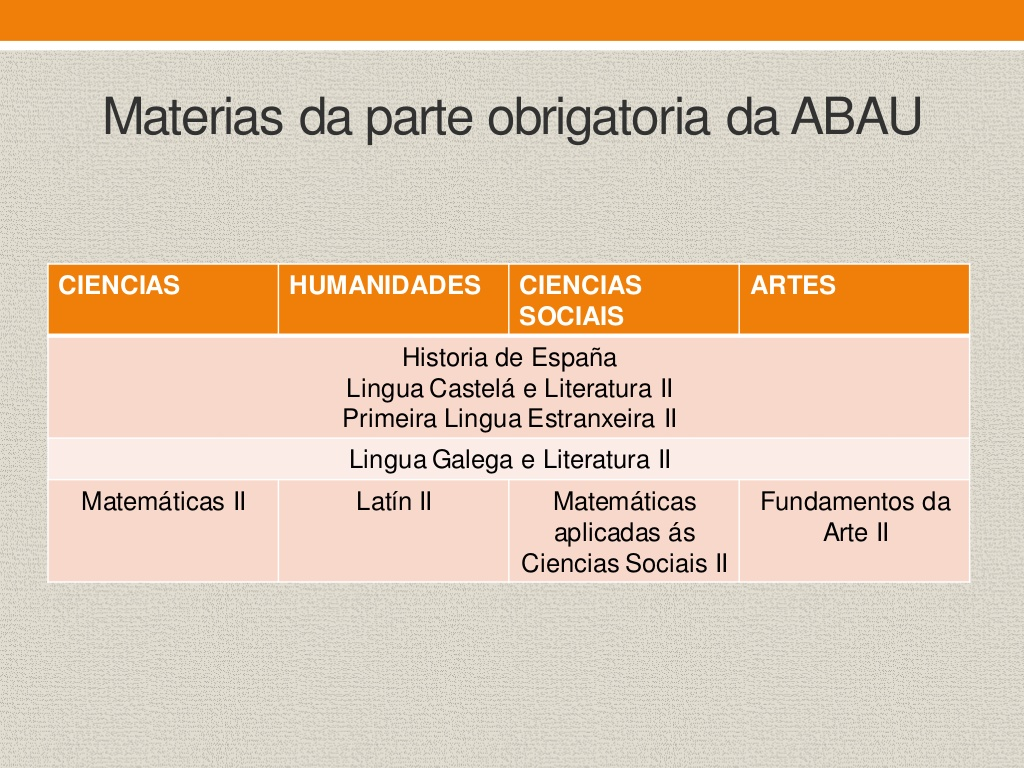 Materias da parte obrigatoria da ABAU
CIENCIAS
HUMANIDADES
CIENCIAS
SOCIAIS
ARTES
Historia de España
Lingua Castelá e Literatura II
Primeira Lingua Estranxeira II
Lingua Galega e Literatura II
Matemáticas II
Latín II
Matemáticas
aplicadas ás
Ciencias Sociais II
Fundamentos da
Arte II